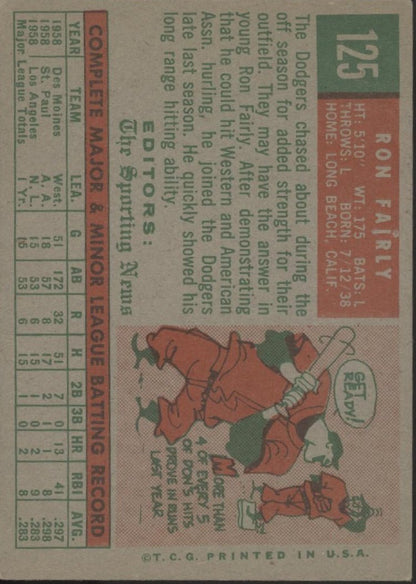 125
RON FAIRLY
HT: 5'10" WT: 175 BATS: L
THROWS: L BORN: 7/12/38
HOME: LONG BEACH, CALIF.
The Dodgers chased about during the
off season for added strength for their
outfield. They may have the answer in
young Ron Fairly. After demonstrating
that he could hit Western and American
Assn. hurling, he joined the Dodgers
late last season. He quickly showed his
long range hitting ability.
EDITORS:
The Sporting News
GET READY!
MORE THAN
4 OF EVERY 5
OF RON'S HITS
DROVE IN RUNS
LAST YEAR
COMPLETE MAJOR & MINOR LEAGUE BATTING RECORD
YEAR TEAM LEA. G AB R H 2B 3B HR RBI AVG.
1958 Des Moines West. 51 172 32 51 7 0 13 41 .297
1958 St. Paul A. A. 18 57 9 17 1 1 2 9 .298
1958 Los Angeles N. L. 15 53 6 15 1 0 2 8 .283
Major League Totals 1 Yr. 15 53 6 15 1 0 2 8 .283
© T.C.G. PRINTED IN U.S.A.